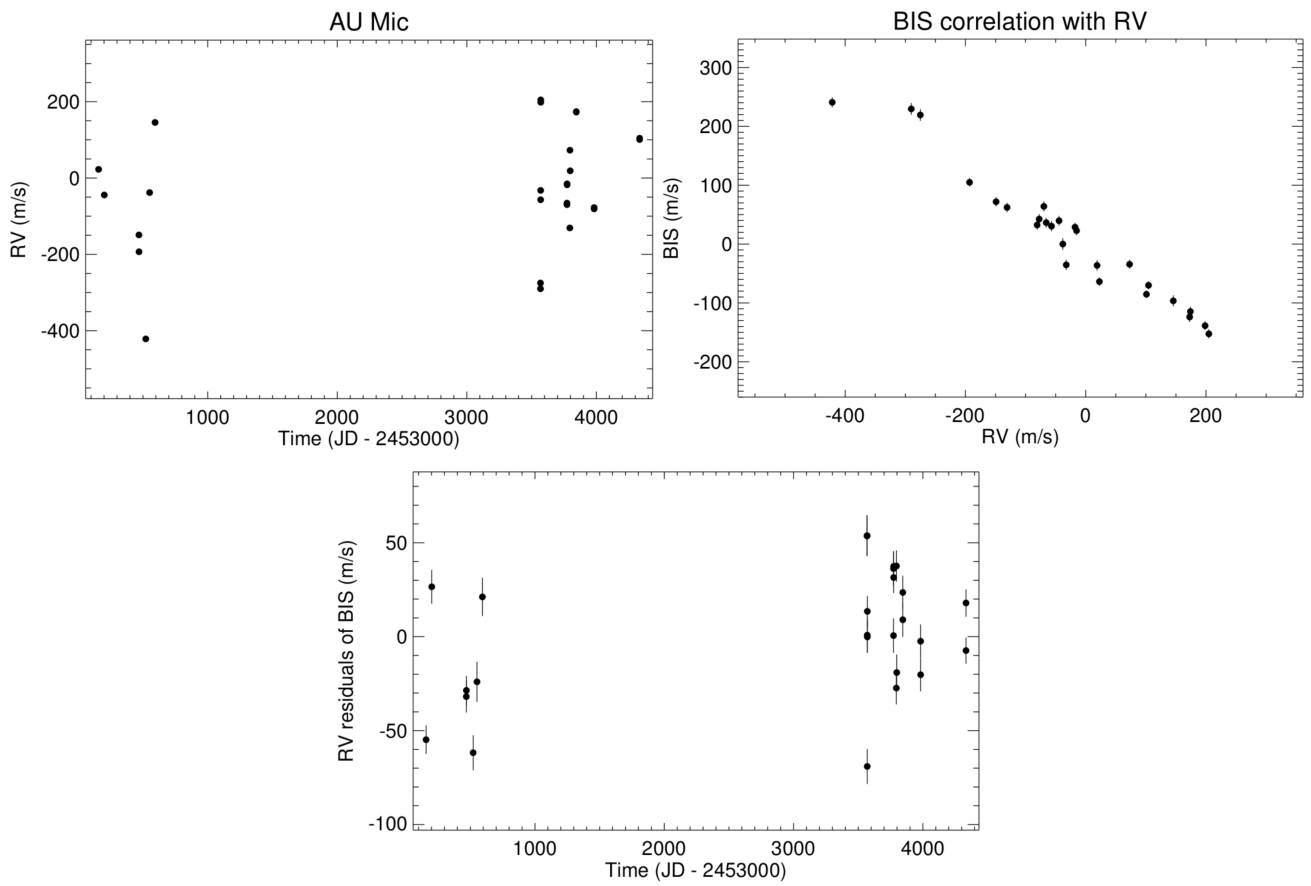 AU Mic
RV (m/s)
200
0
-200
-400
1000 2000 3000 4000
Time (JD - 2453000)
BIS correlation with RV
BIS (m/s)
300
200
100
0
-100
-200
-400 -200 0 200
RV (m/s)
RV residuals of BIS (m/s)
50
0
-50
-100
1000 2000 3000 4000
Time (JD - 2453000)